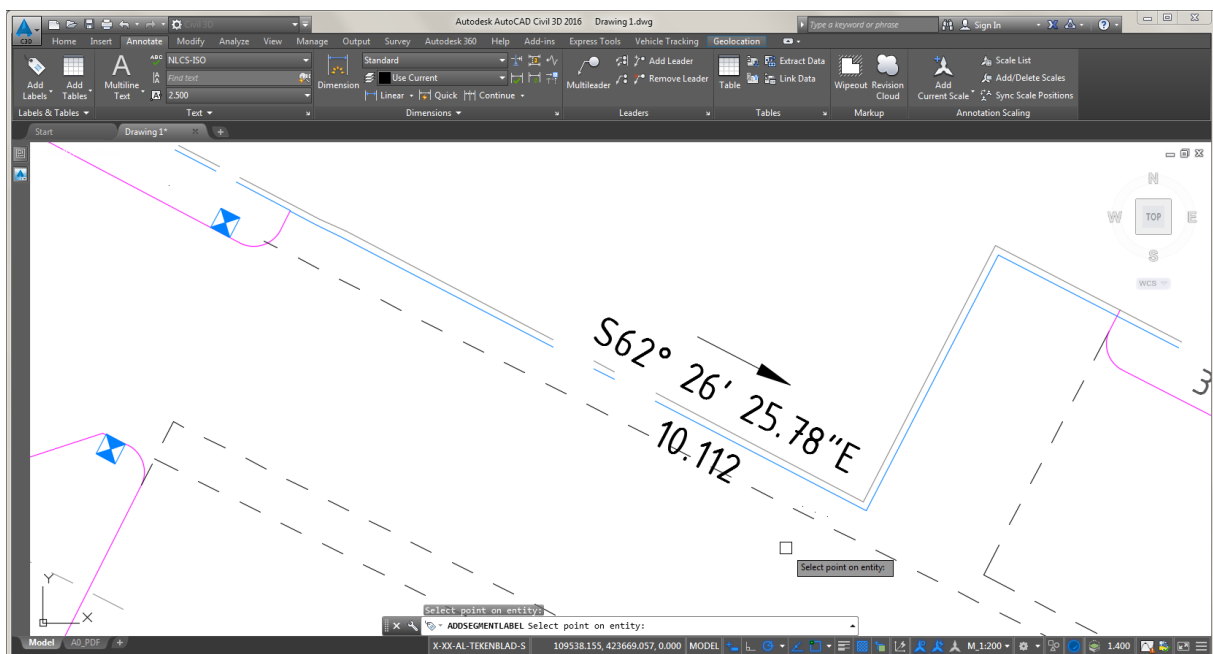 Civil 3D
Autodesk AutoCAD Civil 3D 2016 Drawing 1.dwg
Type a keyword or phrase
Sign In
C3D
Home Insert Annotate Modify Analyze View Manage Output Survey Autodesk 360 Help Add-ins Express Tools Vehicle Tracking Geolocation
Add Labels
Add Tables
Labels & Tables
Multiline Text
ABC
NLCS-ISO
Find text
2.500
Text
Dimension
Standard
Use Current
Linear Quick Continue
Dimensions
Multileader
Add Leader
Remove Leader
Leaders
Table
Extract Data
Link Data
Tables
Wipeout
Revision Cloud
Markup
Add Current Scale
Scale List
Add/Delete Scales
Sync Scale Positions
Annotation Scaling
Start
Drawing 1*
N
W
TOP
E
S
WCS
S62° 26' 25.78"E
10.112
3
Select point on entity:
Y
X
Select point on entity:
ADDSEGMENTLABEL Select point on entity:
Model A0_PDF
X-XX-AL-TEKENBLAD-S 109538.155, 423669.057, 0.000 MODEL
M_1:200
1.400